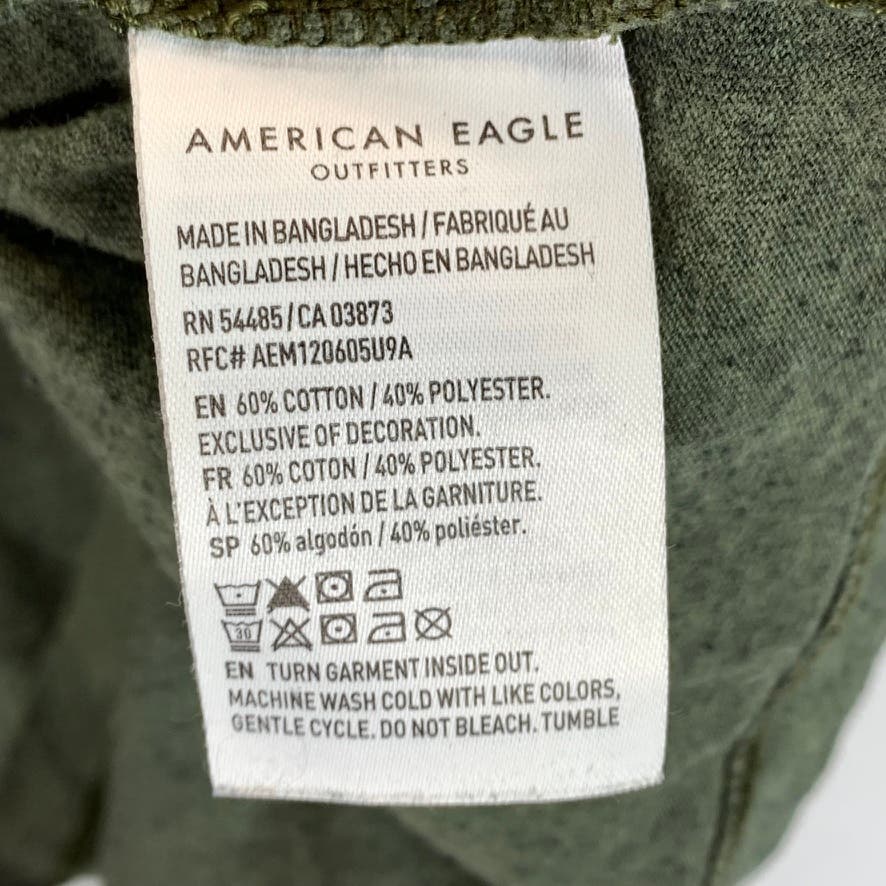 AMERICAN EAGLE
OUTFITTERS
MADE IN BANGLADESH / FABRIQUÉ AU
BANGLADESH / HECHO EN BANGLADESH
RN 54485 / CA 03873
RFC# AEM120605U9A
EN 60% COTTON / 40% POLYESTER.
EXCLUSIVE OF DECORATION.
FR 60% COTON / 40% POLYESTER.
À L'EXCEPTION DE LA GARNITURE.
SP 60% algodón / 40% poliéster.
30
EN TURN GARMENT INSIDE OUT.
MACHINE WASH COLD WITH LIKE COLORS,
GENTLE CYCLE. DO NOT BLEACH. TUMBLE